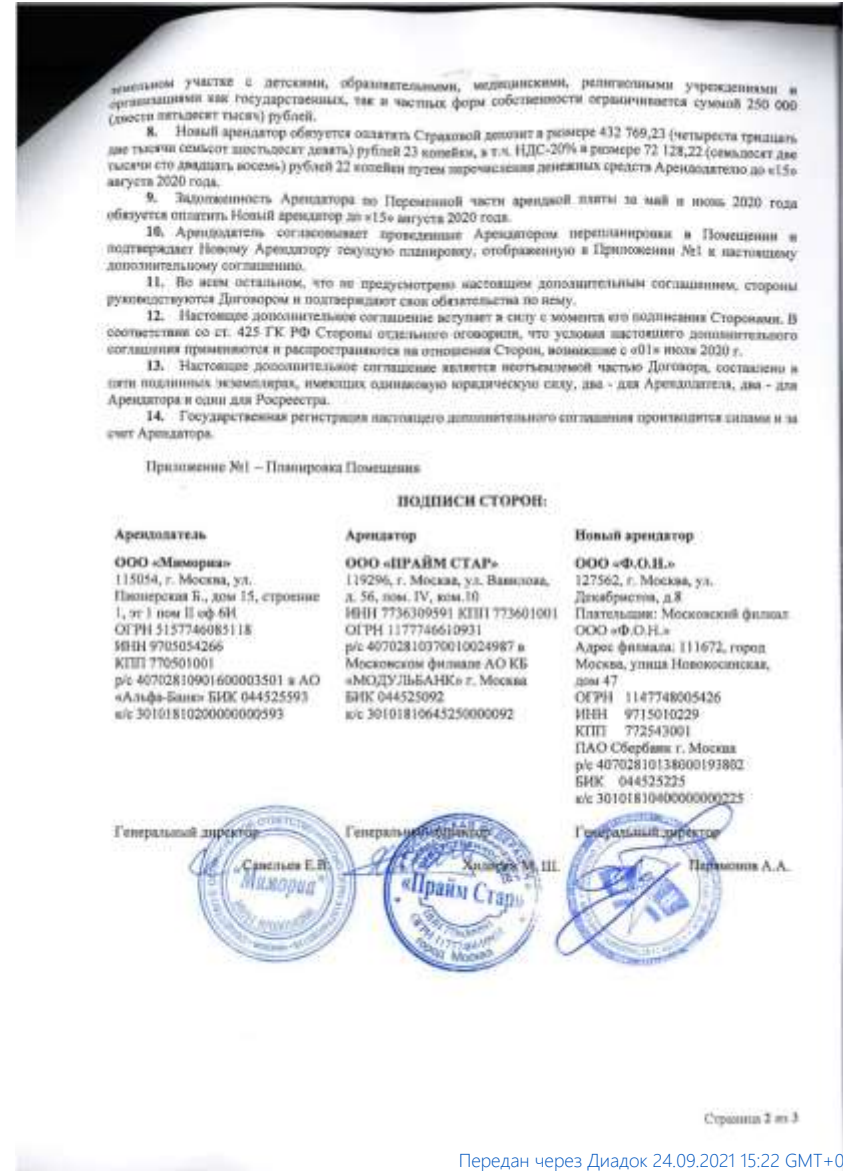 земельном участке с детскими, образовательными, медицинскими, религиозными учреждениями и
организациями как государственных, так и частных форм собственности ограничивается суммой 250 000
(двести пятьдесят тысяч) рублей.
8. Новый арендатор обязуется оплатить Страховой депозит в размере 432 769,23 (четыреста тридцать
две тысячи семьсот шестьдесят девять) рублей 23 копейки, в т.ч. НДС-20% в размере 72 128,22 (семьдесят две
тысячи сто двадцать восемь) рублей 22 копейки путем перечисления денежных средств Арендодателю до «15»
августа 2020 года.
9. Задолженность Арендатора по Переменной части арендной платы за май и июнь 2020 года
обязуется оплатить Новый арендатор до «15» августа 2020 года.
10. Арендодатель согласовывает проведенные Арендатором перепланировки в Помещении и
подтверждает Новому Арендатору текущую планировку, отображенную в Приложении №1 к настоящему
дополнительному соглашению.
11. Во всем остальном, что не предусмотрено настоящим дополнительным соглашением, стороны
руководствуются Договором и подтверждают свои обязательства по нему.
12. Настоящее дополнительное соглашение вступает в силу с момента его подписания Сторонами. В
соответствии со ст. 425 ГК РФ Стороны отдельного оговорили, что условия настоящего дополнительного
соглашения применяются и распространяются на отношения Сторон, возникшие с «01» июля 2020 г.
13. Настоящее дополнительное соглашение является неотъемлемой частью Договора, составлено в
пяти подлинных экземплярах, имеющих одинаковую юридическую силу, два - для Арендодателя, два - для
Арендатора и один для Росреестра.
14. Государственная регистрация настоящего дополнительного соглашения производится силами и за
счет Арендатора.
Приложение №1 – Планировка Помещения
ПОДПИСИ СТОРОН:
Арендодатель
ООО «Мимориа»
115054, г. Москва, ул.
Пионерская Б., дом 15, строение
1, эт 1 пом II оф 6И
ОГРН 5157746085118
ИНН 9705054266
КПП 770501001
р/с 40702810901600003501 в АО
«Альфа-Банк» БИК 044525593
к/с 30101810200000000593
Генеральный директор
Савельев Е.В.
Арендатор
ООО «ПРАЙМ СТАР»
119296, г. Москва, ул. Вавилова,
д. 56, пом. IV, ком.10
ИНН 7736309591 КПП 773601001
ОГРН 1177746610931
р/с 40702810370010024987 в
Московском филиале АО КБ
«МОДУЛЬБАНК» г. Москва
БИК 044525092
к/с 30101810645250000092
Генеральный директор
М. Ш.
Новый арендатор
ООО «Ф.О.Н.»
127562, г. Москва, ул.
Декабристов, д.8
Плательщик: Московский филиал
ООО «Ф.О.Н.»
Адрес филиала: 111672, город
Москва, улица Новокосинская,
дом 47
ОГРН 1147748005426
ИНН 9715010229
КПП 772543001
ПАО Сбербанк г. Москва
р/с 40702810138000193802
БИК 044525225
к/с 30101810400000000225
Генеральный директор
Парамонов А.А.
«Мимориа»
«Прайм Стар»
город Москва
Страница 2 из 3
Передан через Диадок 24.09.2021 15:22 GMT+0